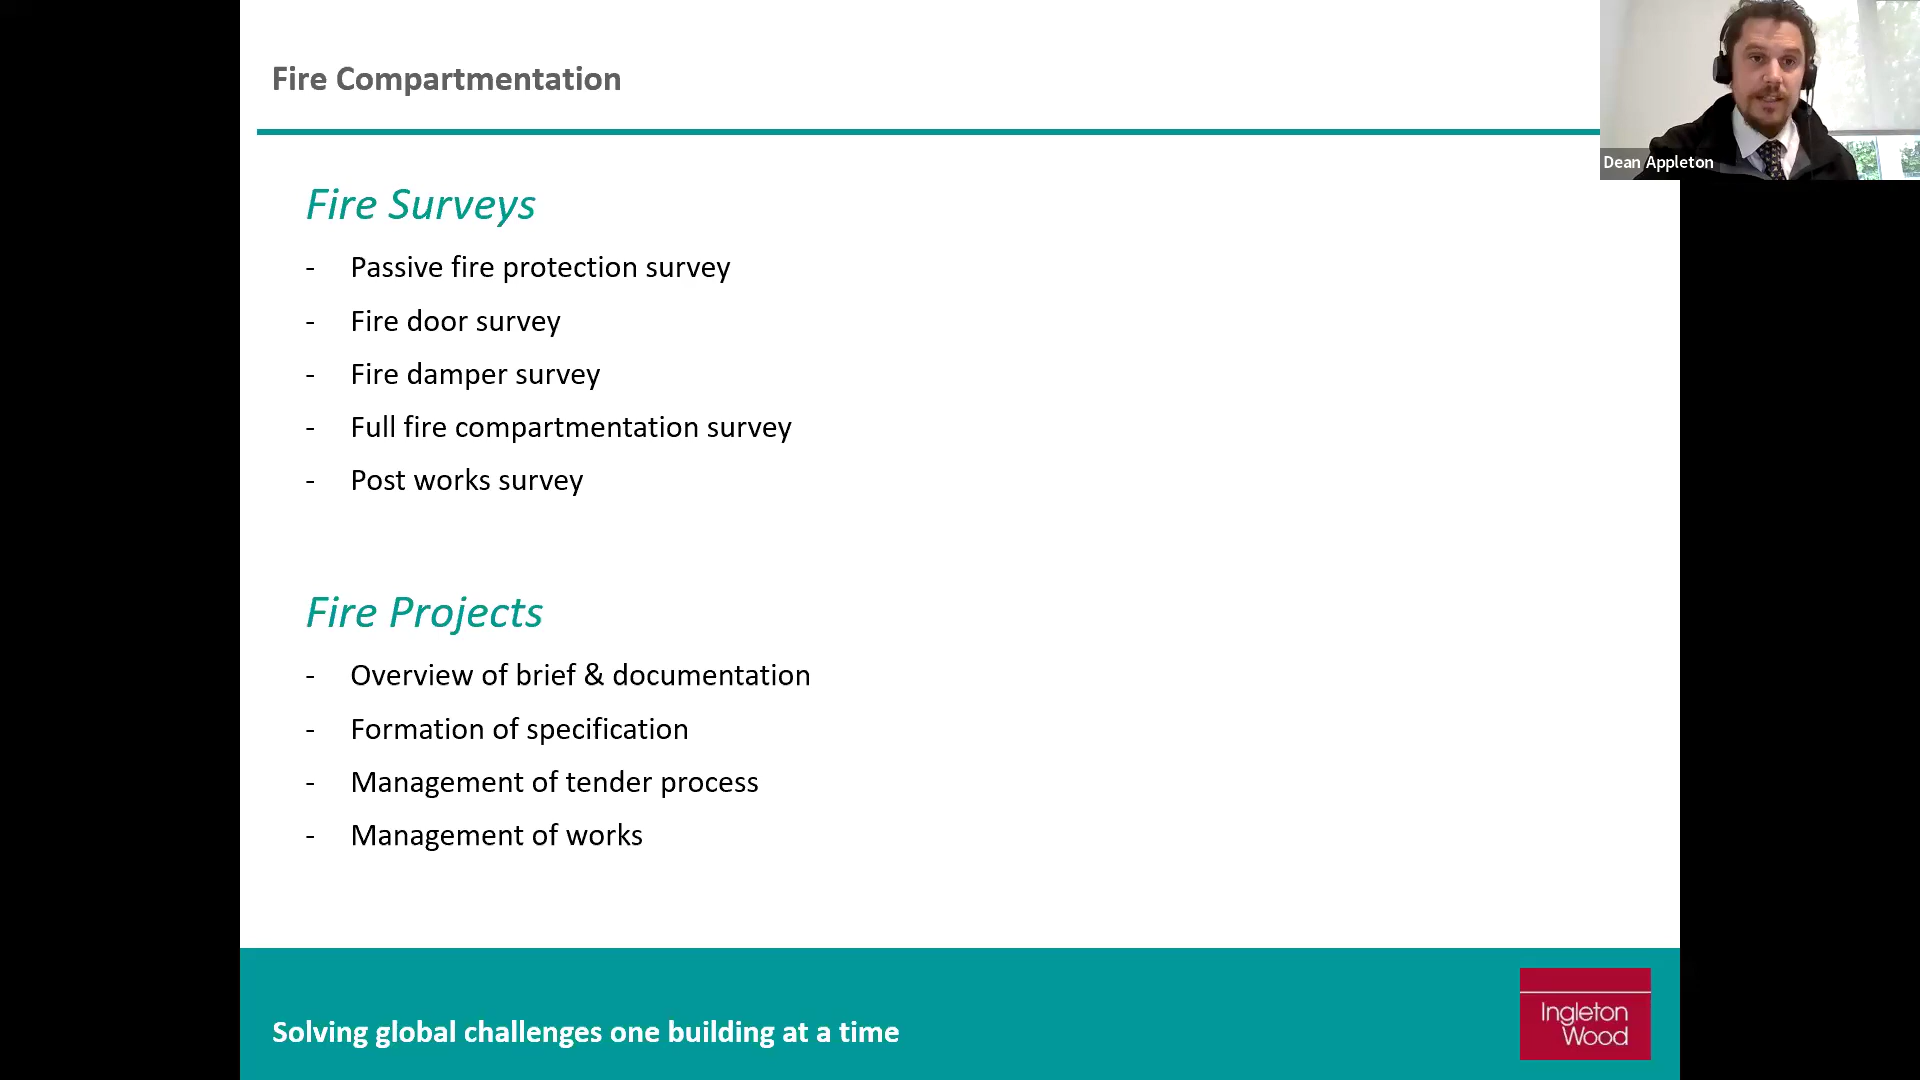 Fire Compartmentation
Dean Appleton
Fire Surveys
- Passive fire protection survey
- Fire door survey
- Fire damper survey
- Full fire compartmentation survey
- Post works survey
Fire Projects
- Overview of brief & documentation
- Formation of specification
- Management of tender process
- Management of works
Solving global challenges one building at a time
Ingleton
Wood